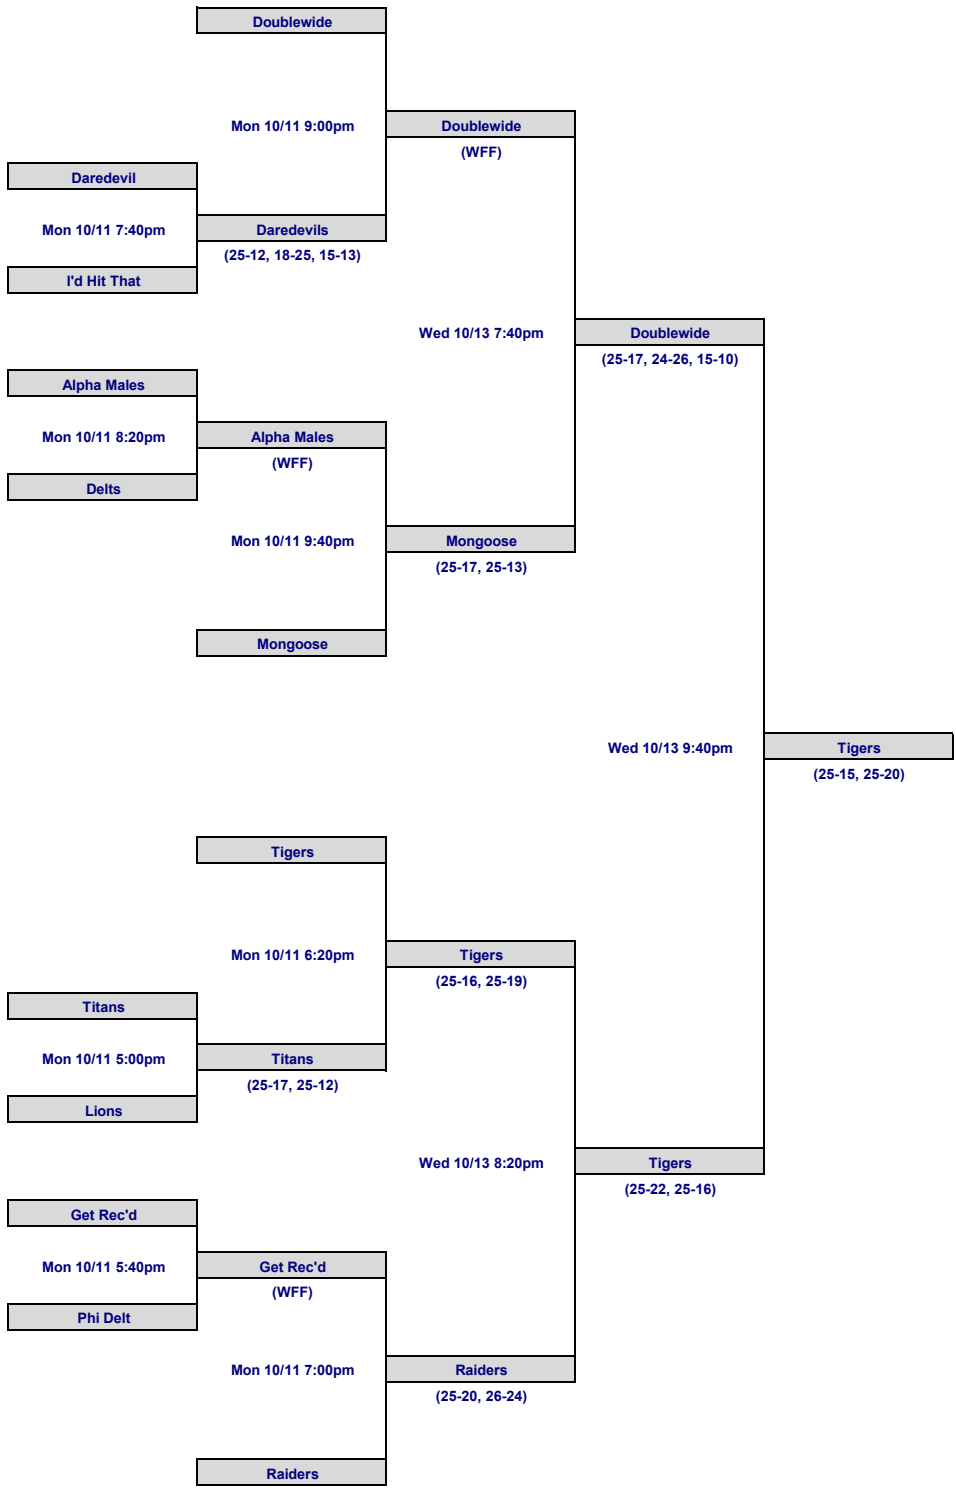 Doublewide
Mon 10/11 9:00pm
Doublewide
(WFF)
Daredevil
Mon 10/11 7:40pm
Daredevils
(25-12, 18-25, 15-13)
I'd Hit That
Wed 10/13 7:40pm
Doublewide
(25-17, 24-26, 15-10)
Alpha Males
Mon 10/11 8:20pm
Alpha Males
(WFF)
Delts
Mon 10/11 9:40pm
Mongoose
(25-17, 25-13)
Mongoose
Wed 10/13 9:40pm
Tigers
(25-15, 25-20)
Tigers
Mon 10/11 6:20pm
Tigers
(25-16, 25-19)
Titans
Mon 10/11 5:00pm
Titans
(25-17, 25-12)
Lions
Wed 10/13 8:20pm
Tigers
(25-22, 25-16)
Get Rec'd
Mon 10/11 5:40pm
Get Rec'd
(WFF)
Phi Delt
Mon 10/11 7:00pm
Raiders
(25-20, 26-24)
Raiders